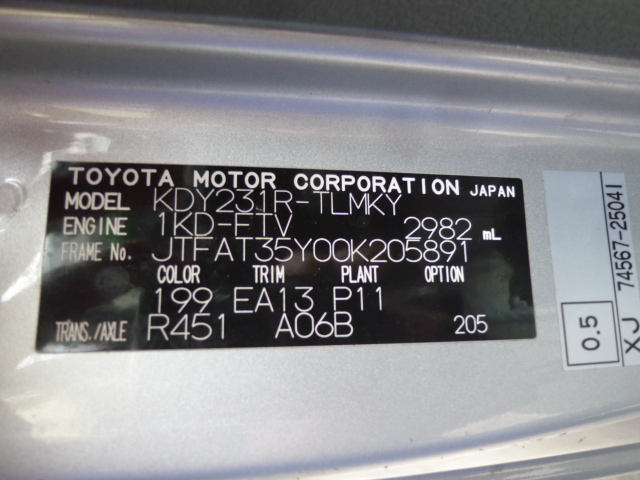 TOYOTA MOTOR CORPORATION JAPAN
MODEL KDY231R-TLMKY
ENGINE 1KD-FTV 2982 mL
FRAME No. JTFAT35Y00K205891
COLOR TRIM PLANT OPTION
199 EA13 P11
TRANS./AXLE R451 A06B 205
74567-25041
0.5 XJ